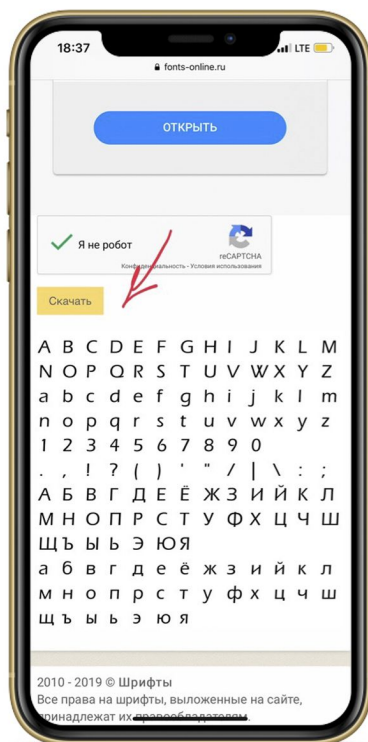 18:37
LTE
fonts-online.ru
ОТКРЫТЬ
Я не робот
reCAPTCHA
Конфиденциальность - Условия использования
Скачать
A B C D E F G H I J K L M
N O P Q R S T U V W X Y Z
a b c d e f g h i j k l m
n o p q r s t u v w x y z
1 2 3 4 5 6 7 8 9 0
. , ! ? ( ) ' " / | \ : ;
А Б В Г Д Е Ё Ж З И Й К Л
М Н О П Р С Т У Ф Х Ц Ч Ш
Щ Ъ Ы Ь Э Ю Я
а б в г д е ё ж з и й к л
м н о п р с т у ф х ц ч ш
щ ъ ы ь э ю я
2010 - 2019 © Шрифты
Все права на шрифты, выложенные на сайте,
принадлежат их правообладателям.